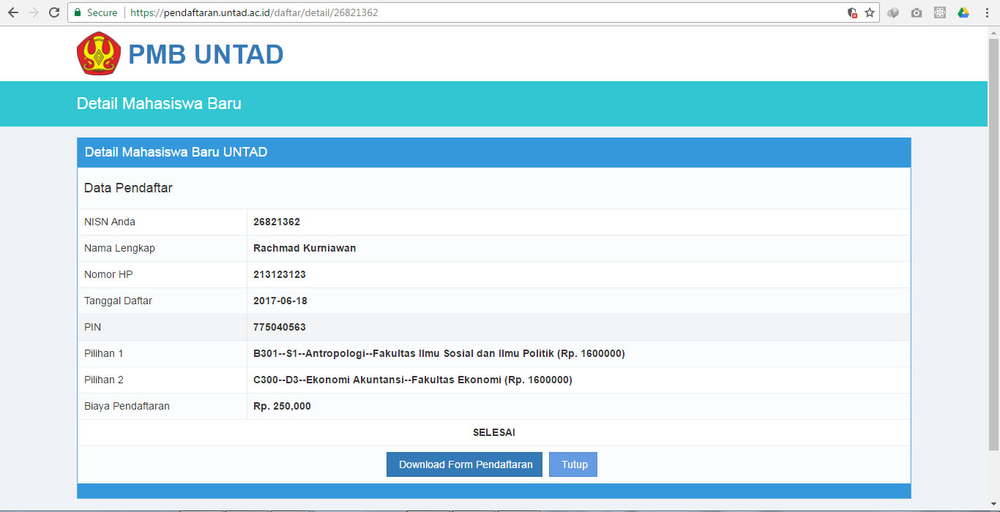 Secure https://pendaftaran.untad.ac.id/daftar/detail/26821362
PMB UNTAD
Detail Mahasiswa Baru
Detail Mahasiswa Baru UNTAD
Data Pendaftar
NISN Anda 26821362
Nama Lengkap Rachmad Kurniawan
Nomor HP 213123123
Tanggal Daftar 2017-06-18
PIN 775040563
Pilihan 1 B301--S1--Antropologi--Fakultas Ilmu Sosial dan Ilmu Politik (Rp. 1600000)
Pilihan 2 C300--D3--Ekonomi Akuntansi--Fakultas Ekonomi (Rp. 1600000)
Biaya Pendaftaran Rp. 250,000
SELESAI
Download Form Pendaftaran Tutup